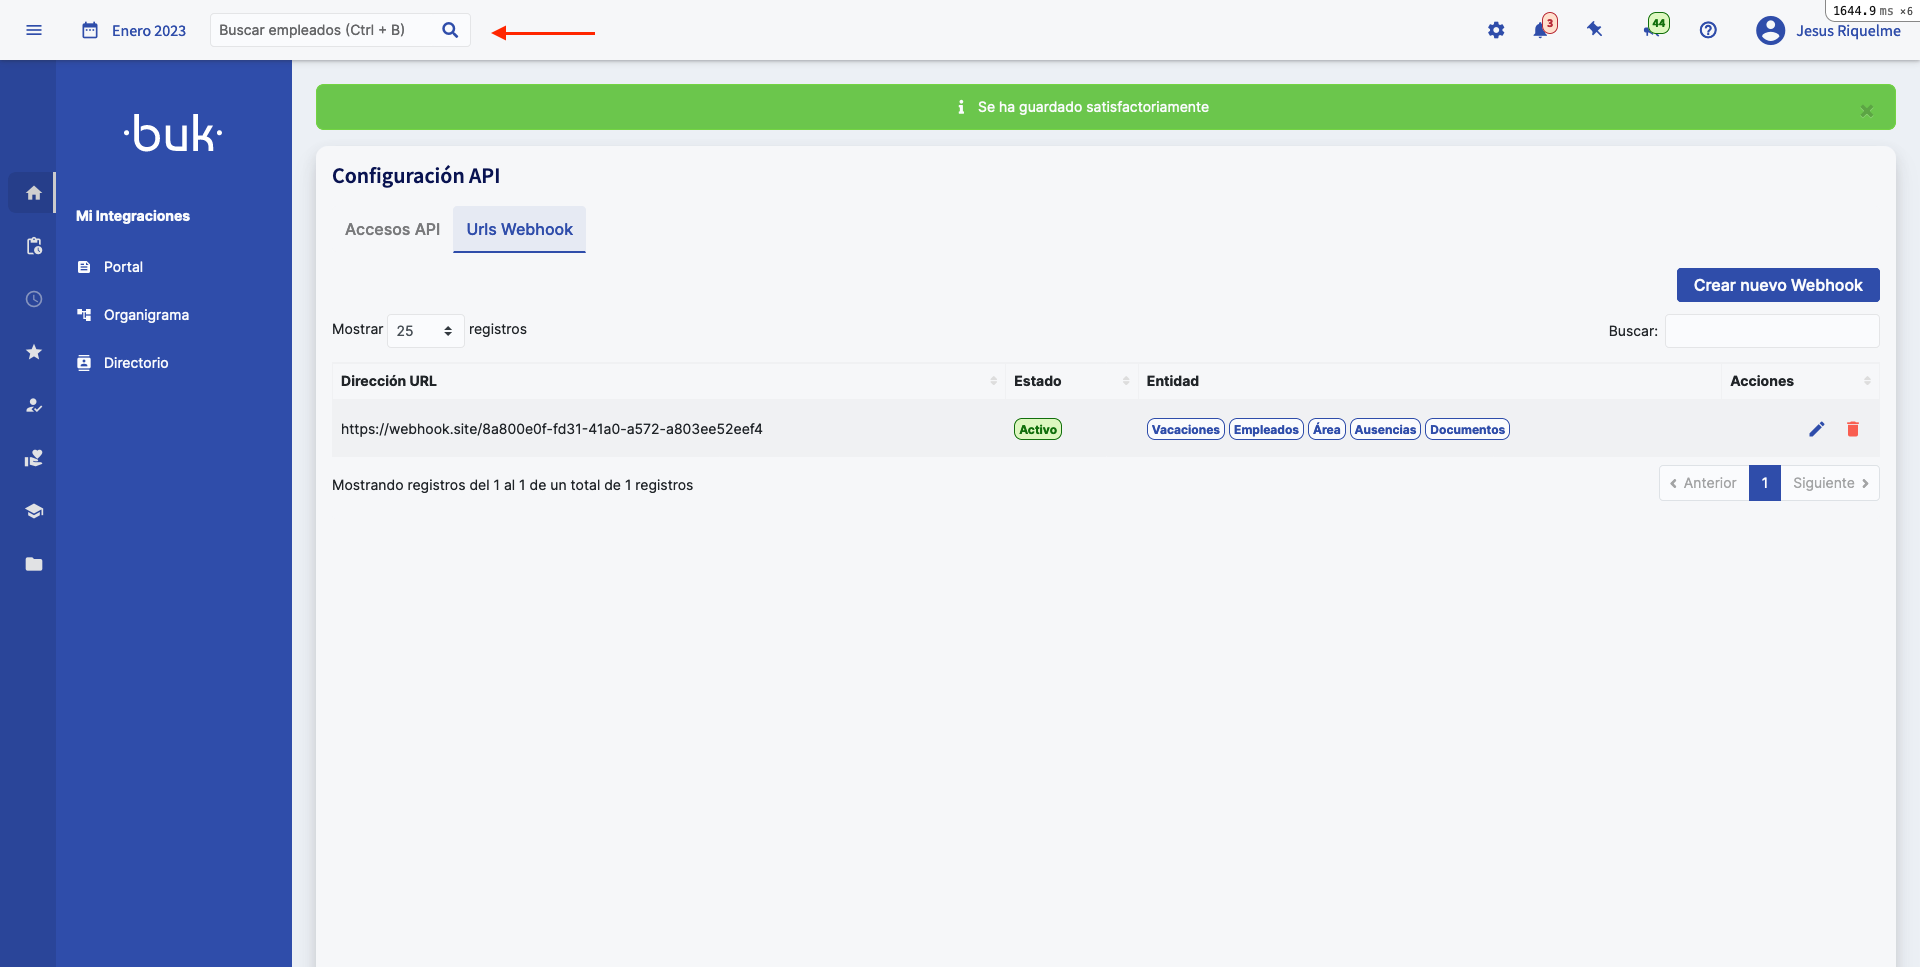 Enero 2023
Buscar empleados (Ctrl + B)
3
44
1644.9 ms ×6
Jesus Riquelme
·buk·
Mi Integraciones
Portal
Organigrama
Directorio
Se ha guardado satisfactoriamente
×
Configuración API
Accesos API
Urls Webhook
Crear nuevo Webhook
Mostrar 25 registros
Buscar:
Dirección URL Estado Entidad Acciones
https://webhook.site/8a800e0f-fd31-41a0-a572-a803ee52eef4 Activo Vacaciones Empleados Área Ausencias Documentos
Mostrando registros del 1 al 1 de un total de 1 registros
Anterior 1 Siguiente